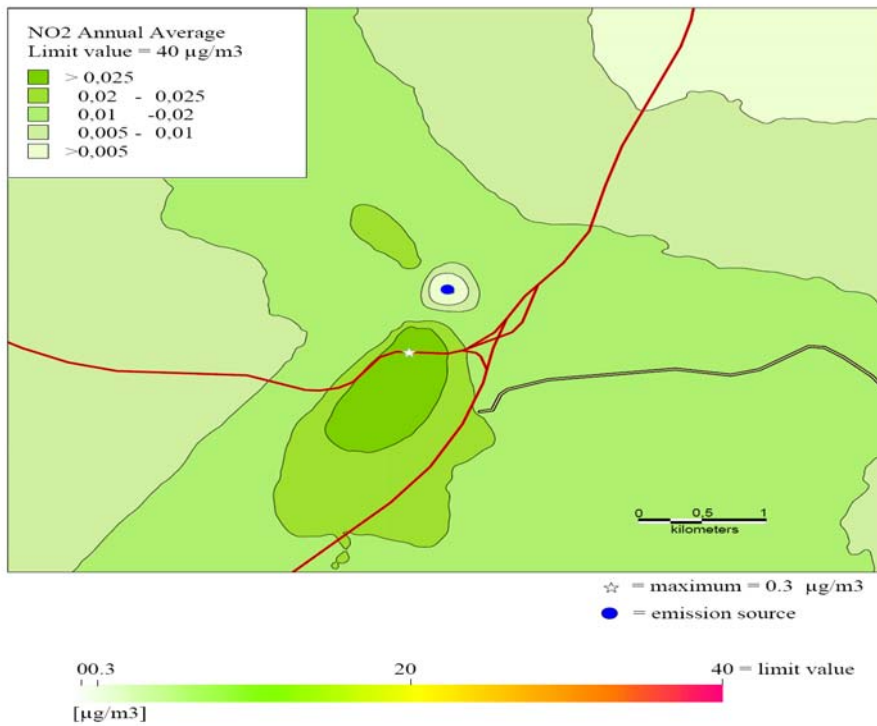 NO2 Annual Average
Limit value = 40 µg/m3
> 0,025
0,02 - 0,025
0,01 -0,02
0,005 - 0,01
>0,005
0 0,5 1
kilometers
☆ = maximum = 0.3 µg/m3
= emission source
00.3 20 40 = limit value
[µg/m3]